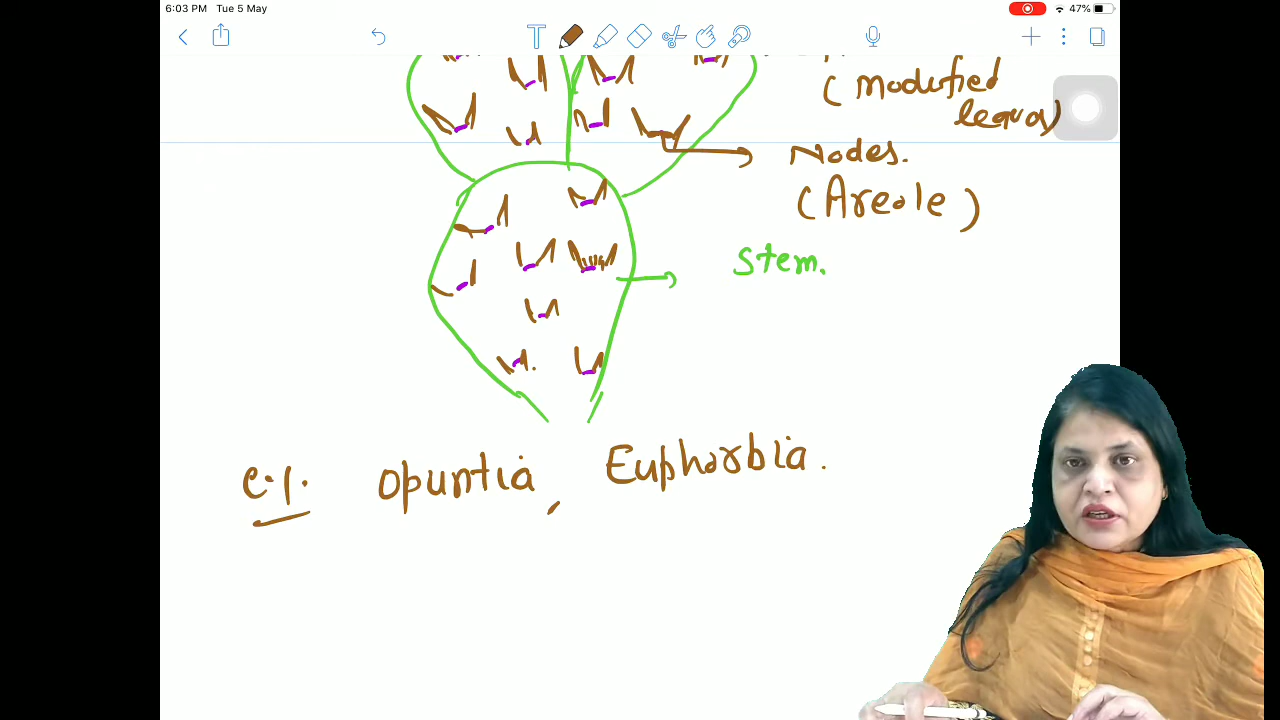 6:03 PM Tue 5 May
47%
(Modified
leaves)
Nodes.
(Areole)
Stem.
e.g. Opuntia, Euphorbia.